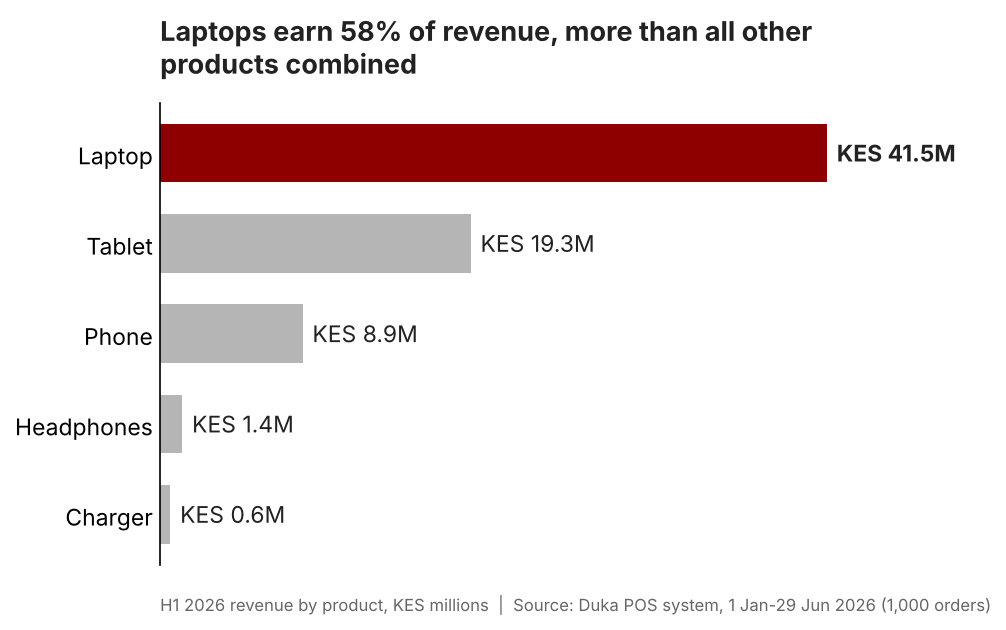 Laptops earn 58% of revenue, more than all other
products combined
Laptop
KES 41.5M
Tablet
KES 19.3M
Phone
KES 8.9M
Headphones
KES 1.4M
Charger
KES 0.6M
H1 2026 revenue by product, KES millions | Source: Duka POS system, 1 Jan-29 Jun 2026 (1,000 orders)